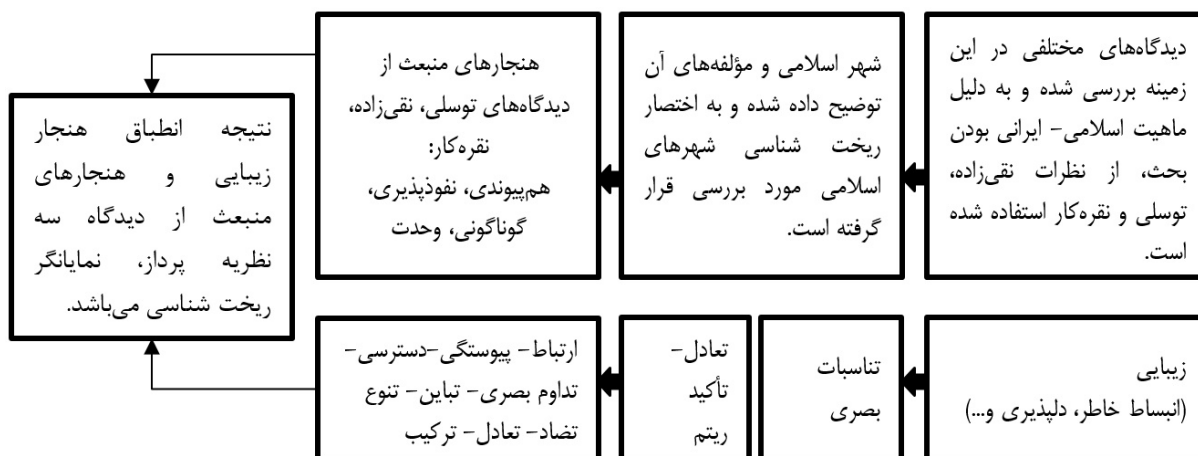 دیدگاه‌های مختلفی در این
زمینه بررسی شده و به دلیل
ماهیت اسلامی- ایرانی بودن
بحث، از نظرات نقی‌زاده،
توسلی و نقره‌کار استفاده شده
است.
شهر اسلامی و مؤلفه‌های آن
توضیح داده شده و به اختصار
ریخت شناسی شهرهای
اسلامی مورد بررسی قرار
گرفته است.
هنجارهای منبعث از
دیدگاه‌های توسلی، نقی‌زاده،
نقره‌کار:
هم‌پیوندی، نفوذپذیری،
گوناگونی، وحدت
نتیجه انطباق هنجار
زیبایی و هنجارهای
منبعث از دیدگاه سه
نظریه پرداز، نمایانگر
ریخت شناسی می‌باشد.
زیبایی
(انبساط خاطر، دلپذیری و...)
تناسبات
بصری
تعادل-
تأکید
ریتم
ارتباط- پیوستگی-دسترسی-
تداوم بصری- تباین- تنوع
تضاد- تعادل- ترکیب